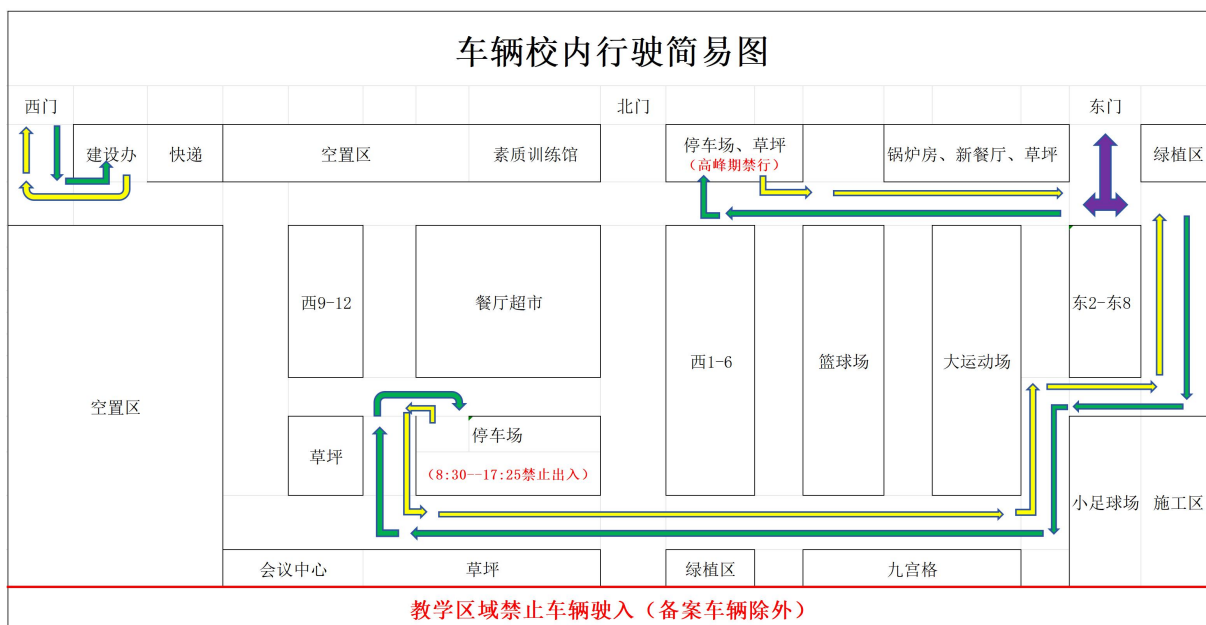 车辆校内行驶简易图
西门
北门
东门
建设办
快递
空置区
素质训练馆
停车场、草坪
（高峰期禁行）
锅炉房、新餐厅、草坪
绿植区
西9-12
餐厅超市
西1-6
篮球场
大运动场
东2-东8
空置区
草坪
停车场
（8:30--17:25禁止出入）
小足球场
施工区
会议中心
草坪
绿植区
九宫格
教学区域禁止车辆驶入（备案车辆除外）